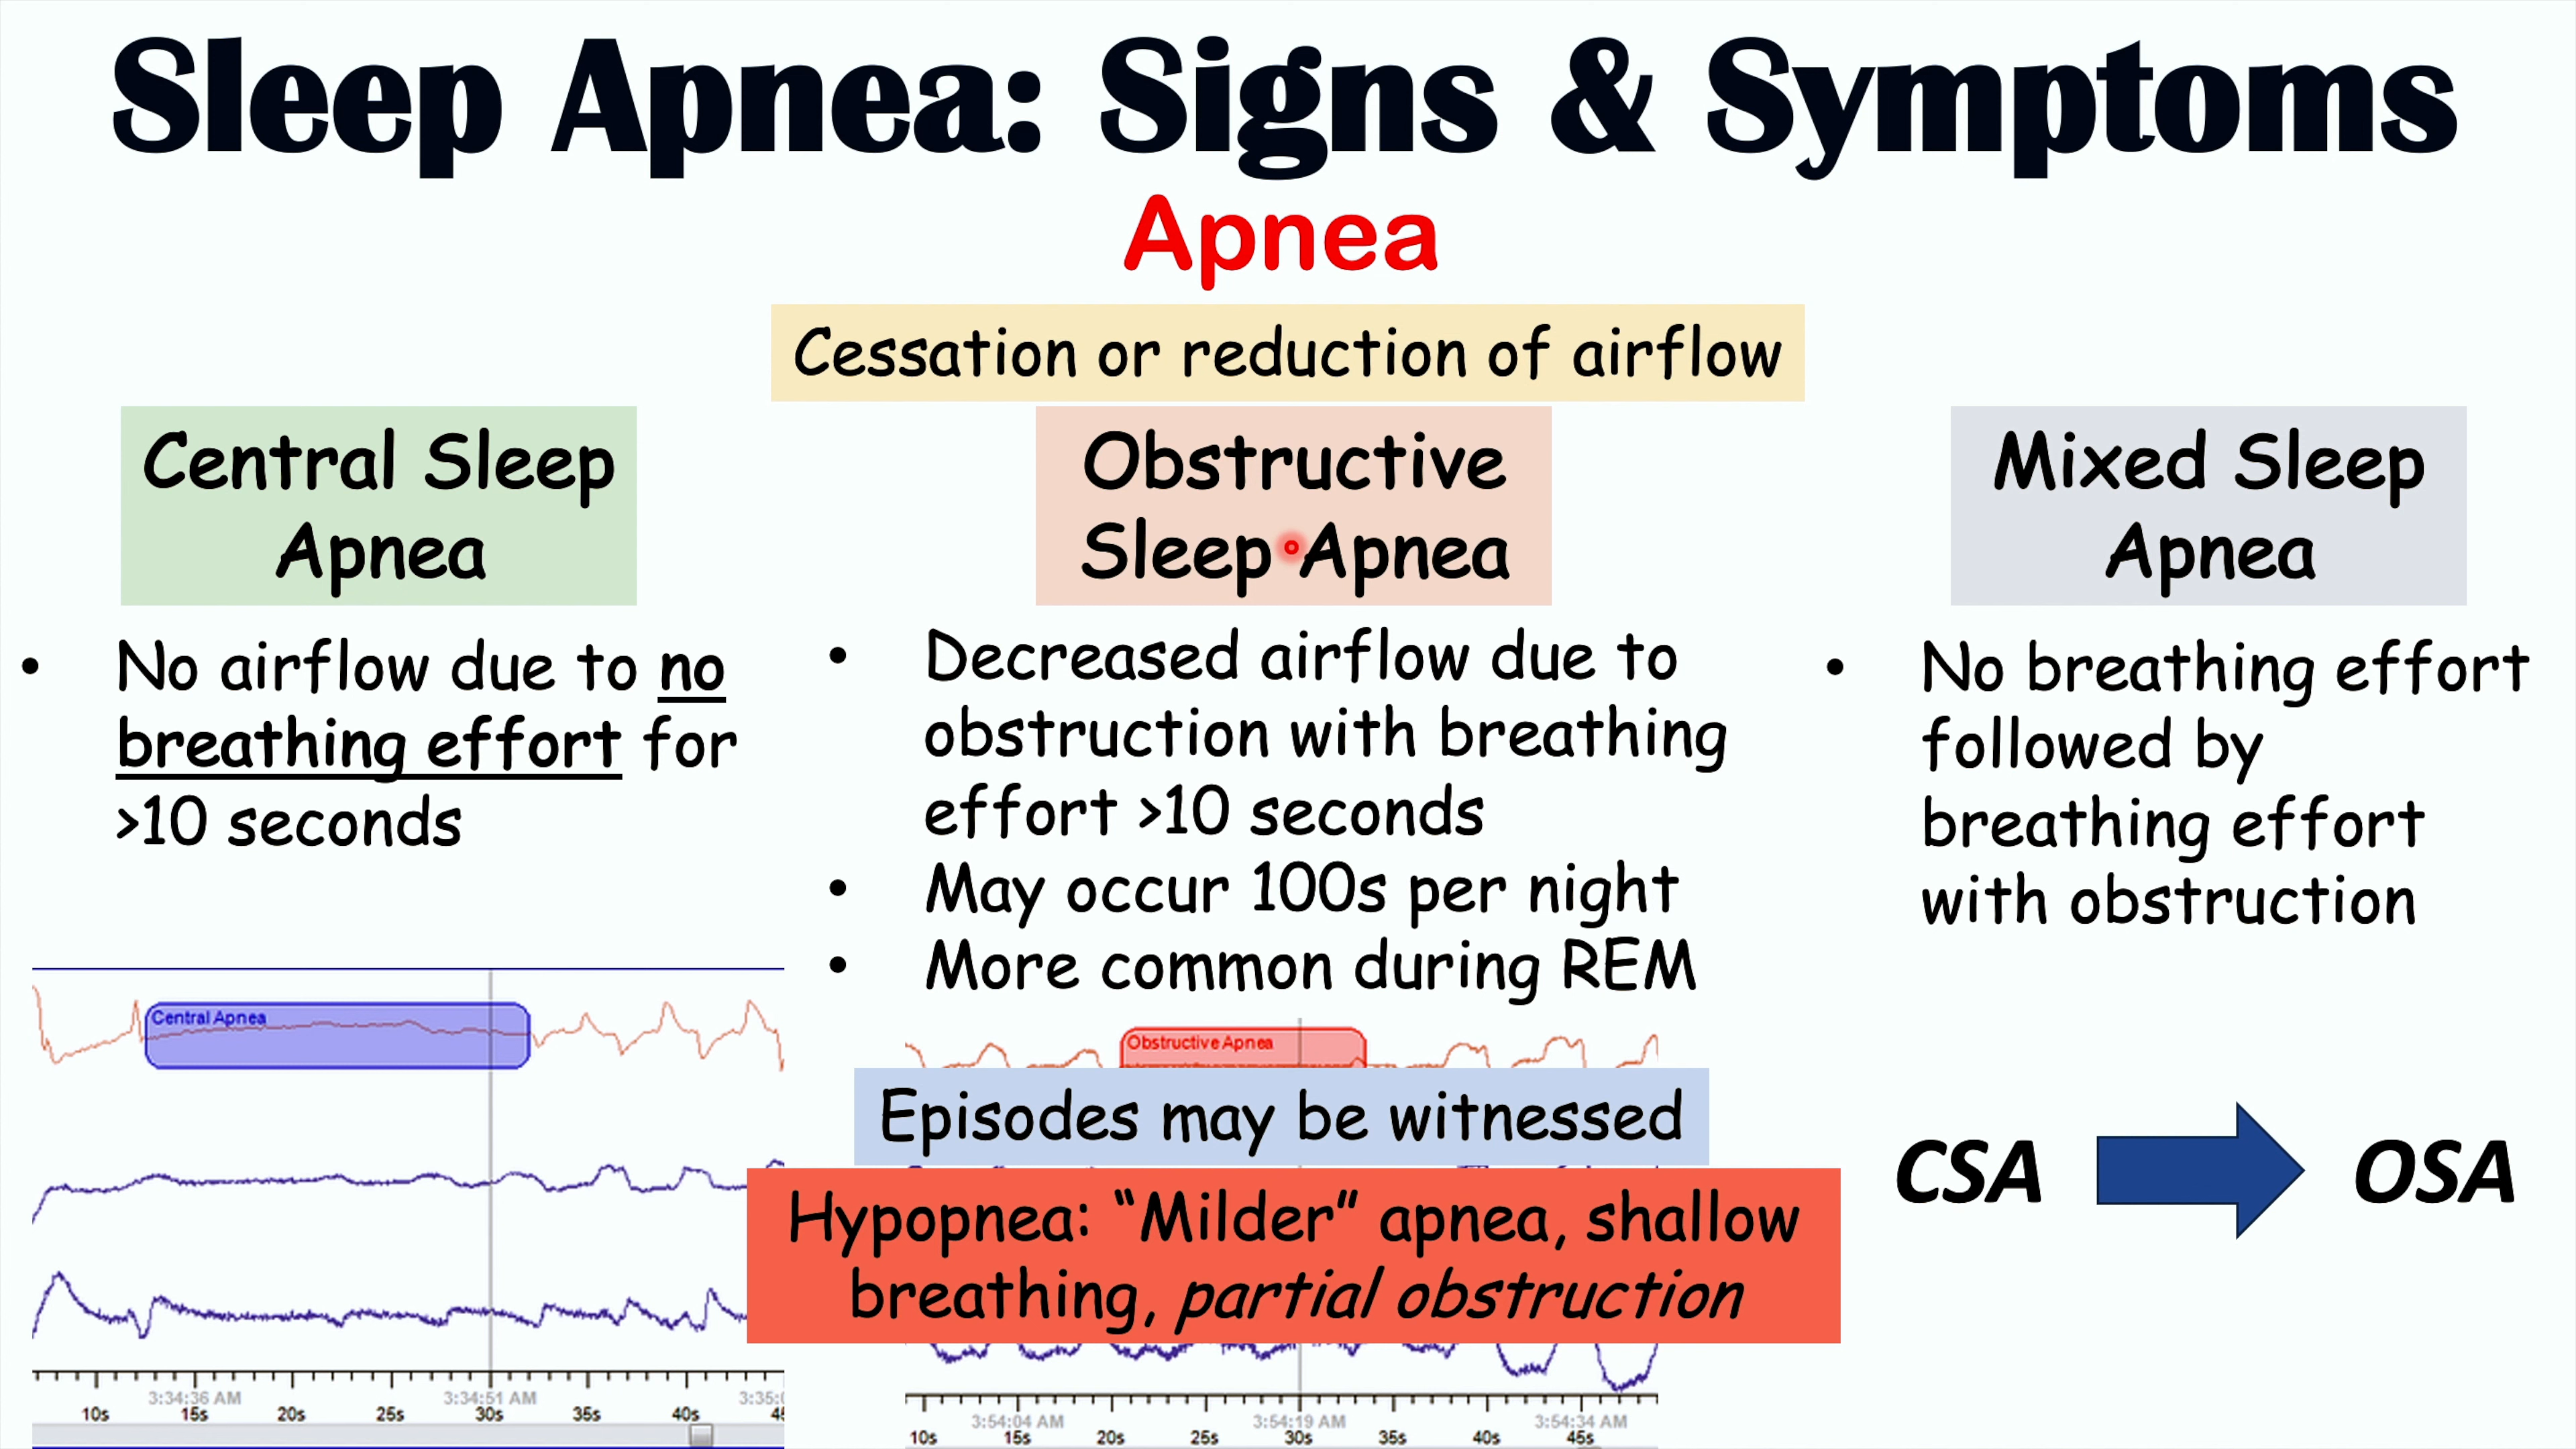 Sleep Apnea: Signs & Symptoms
Apnea
Cessation or reduction of airflow
Central Sleep
Apnea
• No airflow due to no
breathing effort for
>10 seconds
Central Apnea
3:34:36 AM 3:34:51 AM
10s 15s 20s 25s 30s 35s 40s
Obstructive
Sleep Apnea
• Decreased airflow due to
obstruction with breathing
effort >10 seconds
• May occur 100s per night
• More common during REM
Obstructive Apnea
Episodes may be witnessed
Hypopnea: “Milder” apnea, shallow
breathing, partial obstruction
3:54:04 AM 3:54:19 AM 3:54:34 AM
10s 15s 20s 25s 30s 35s 40s 45s
Mixed Sleep
Apnea
• No breathing effort
followed by
breathing effort
with obstruction
CSA OSA